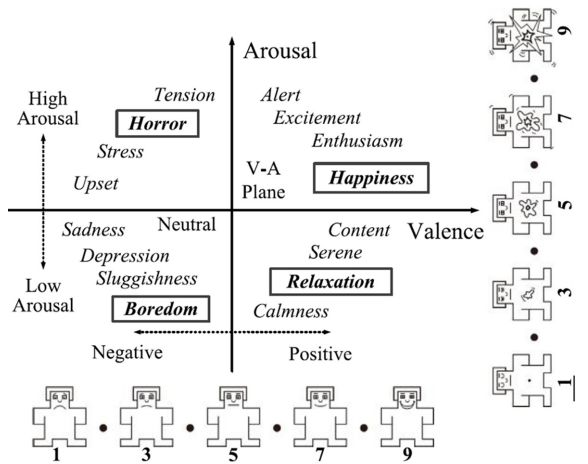 Arousal
High
Arousal
Tension
Alert
Horror
Excitement
Enthusiasm
Stress
V-A
Plane
Happiness
Upset
Neutral
Valence
Sadness
Content
Depression
Serene
Sluggishness
Relaxation
Low
Arousal
Boredom
Calmness
Negative
Positive
1
3
5
7
9
9
7
5
3
1